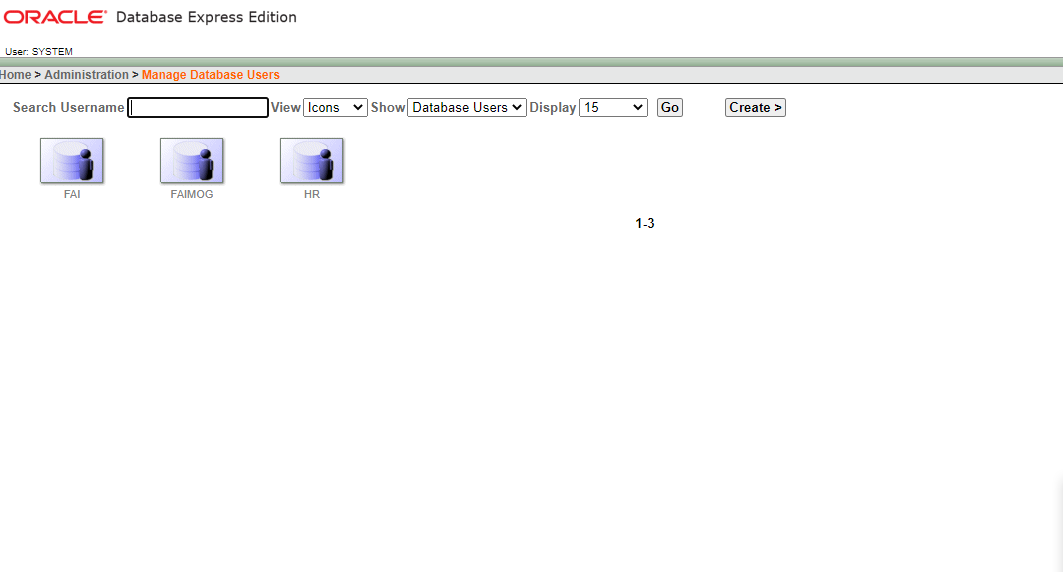 ORACLE Database Express Edition
User: SYSTEM
Home > Administration > Manage Database Users
Search Username View Icons Show Database Users Display 15 Go Create >
FAI FAIMOG HR
1-3